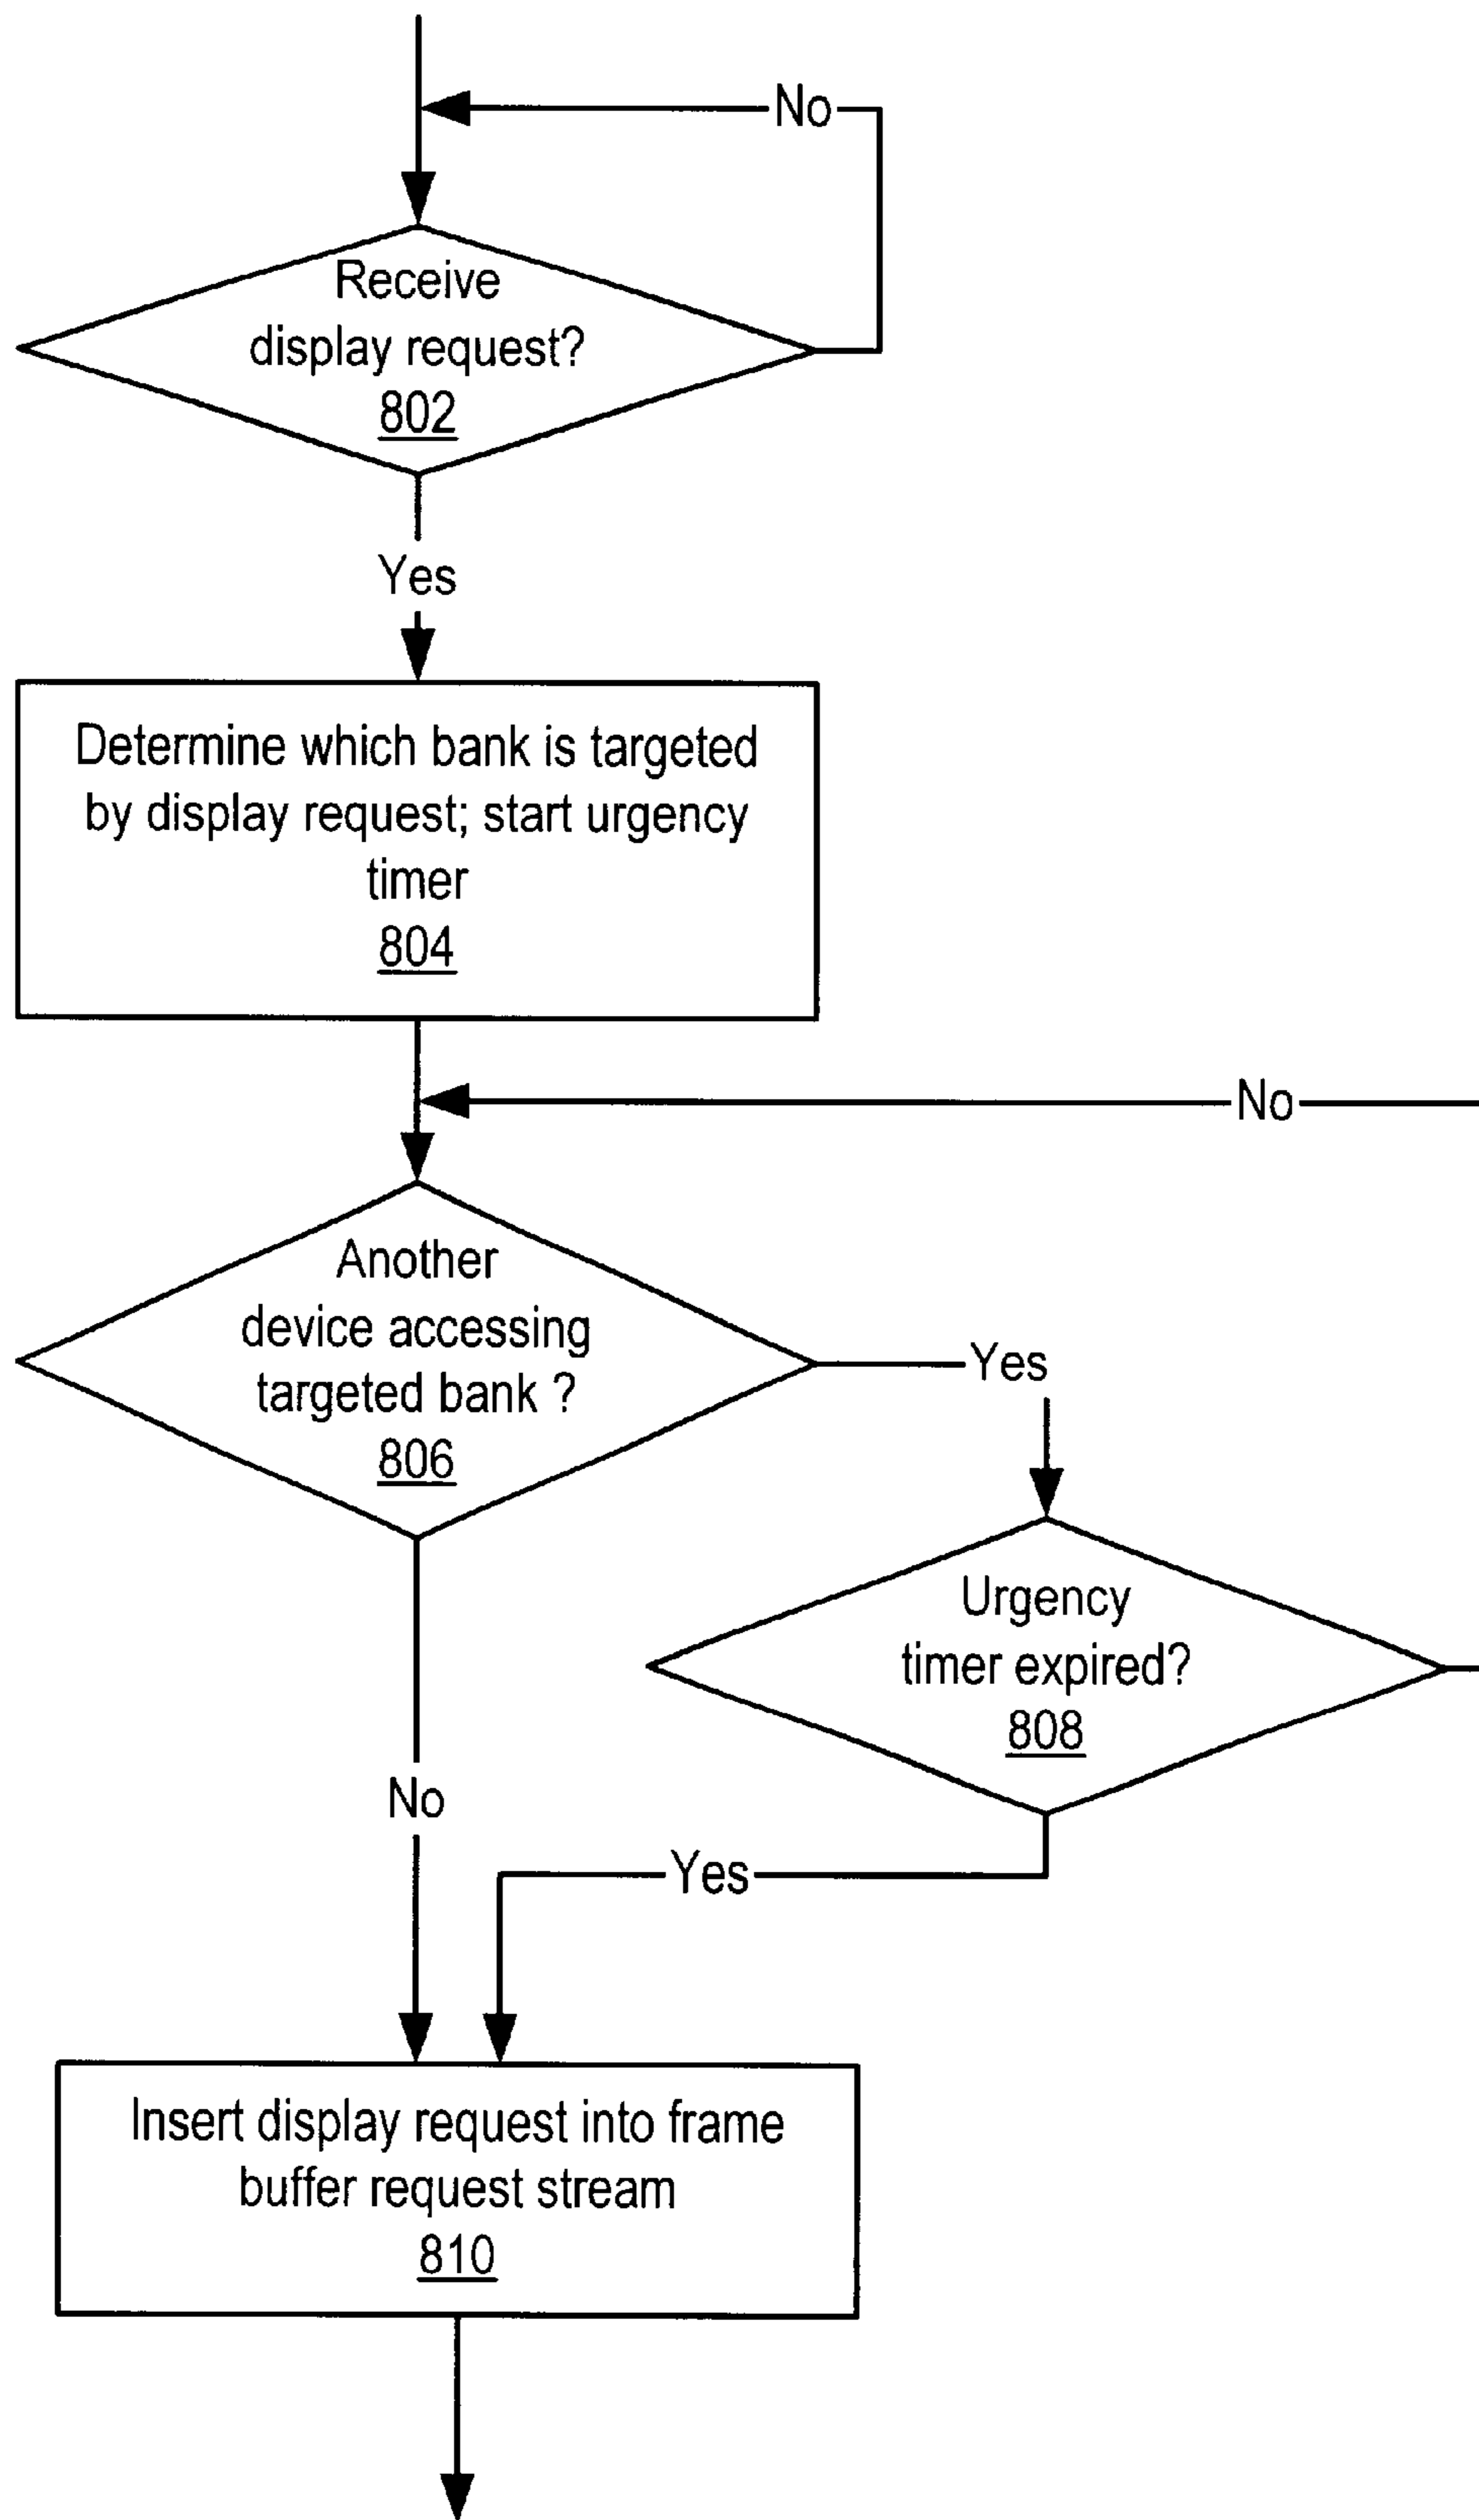 No
Receive
display request?
802
Yes
Determine which bank is targeted
by display request; start urgency
timer
804
No
Another
device accessing
targeted bank ?
806
Yes
Urgency
timer expired?
808
No
Yes
Insert display request into frame
buffer request stream
810